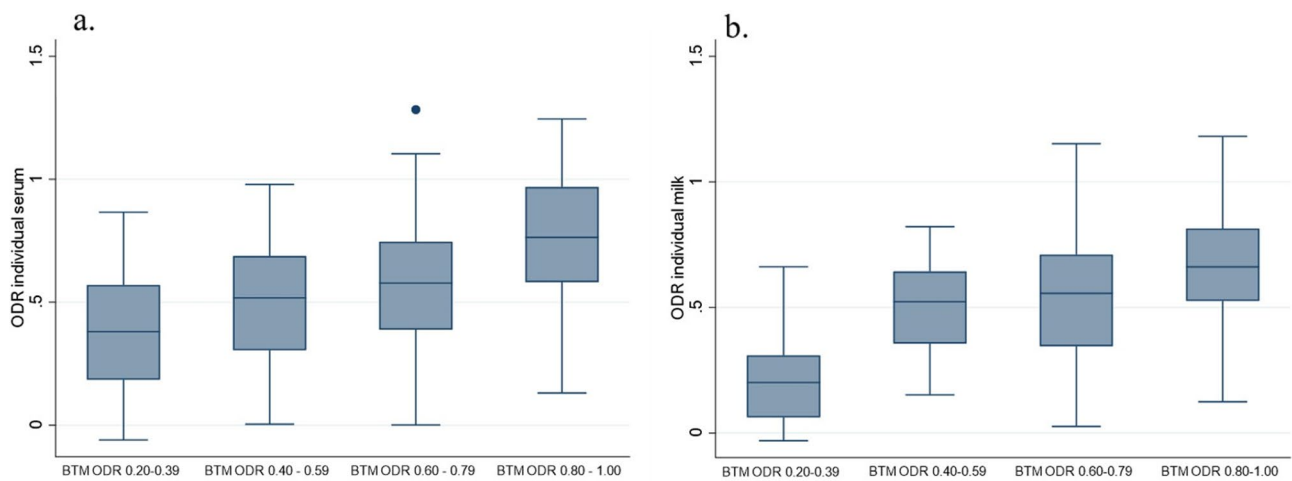 a.
1.5
1
.5
0
ODR individual serum
BTM ODR 0.20-0.39
BTM ODR 0.40 - 0.59
BTM ODR 0.60 - 0.79
BTM ODR 0.80 - 1.00
b.
1.5
1
.5
0
ODR individual milk
BTM ODR 0.20-0.39
BTM ODR 0.40-0.59
BTM ODR 0.60-0.79
BTM ODR 0.80-1.00